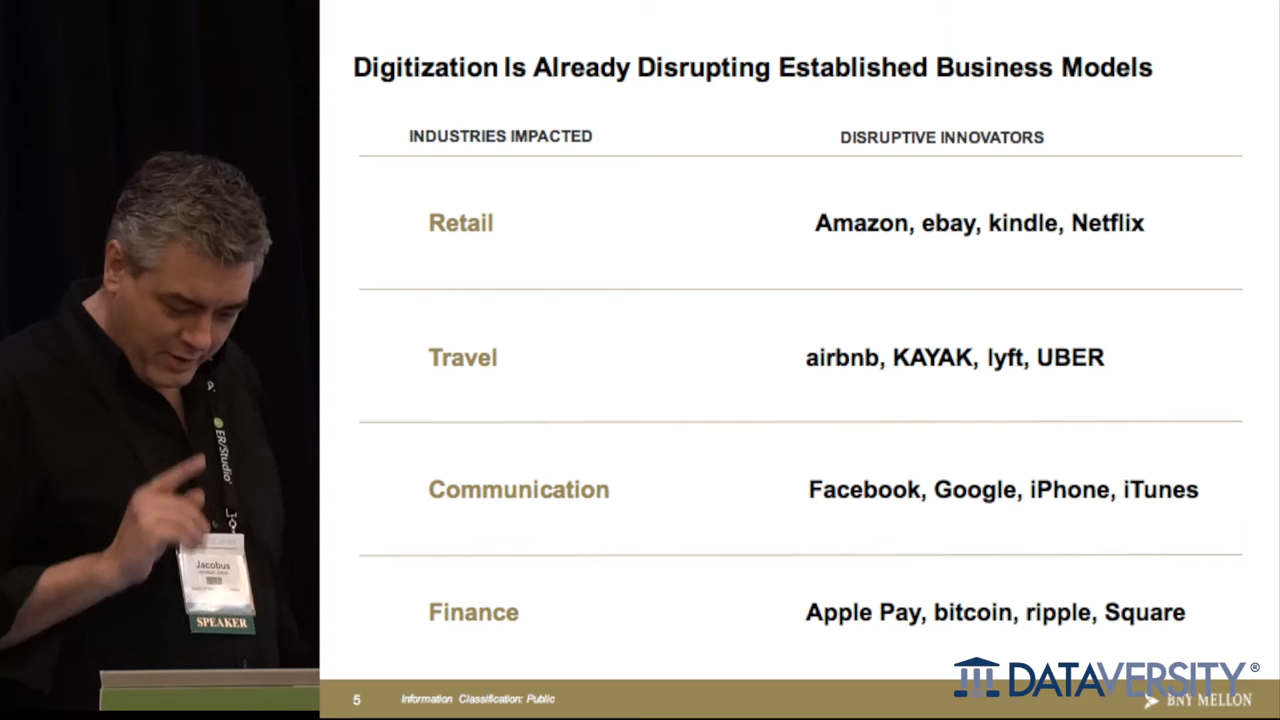 Digitization Is Already Disrupting Established Business Models
INDUSTRIES IMPACTED
DISRUPTIVE INNOVATORS
Retail
Amazon, ebay, kindle, Netflix
Travel
airbnb, KAYAK, lyft, UBER
Communication
Facebook, Google, iPhone, iTunes
Finance
Apple Pay, bitcoin, ripple, Square
5
Information Classification: Public
DATAVERSITY®
BNY MELLON
ER/Studio
Jacobus
SPEAKER